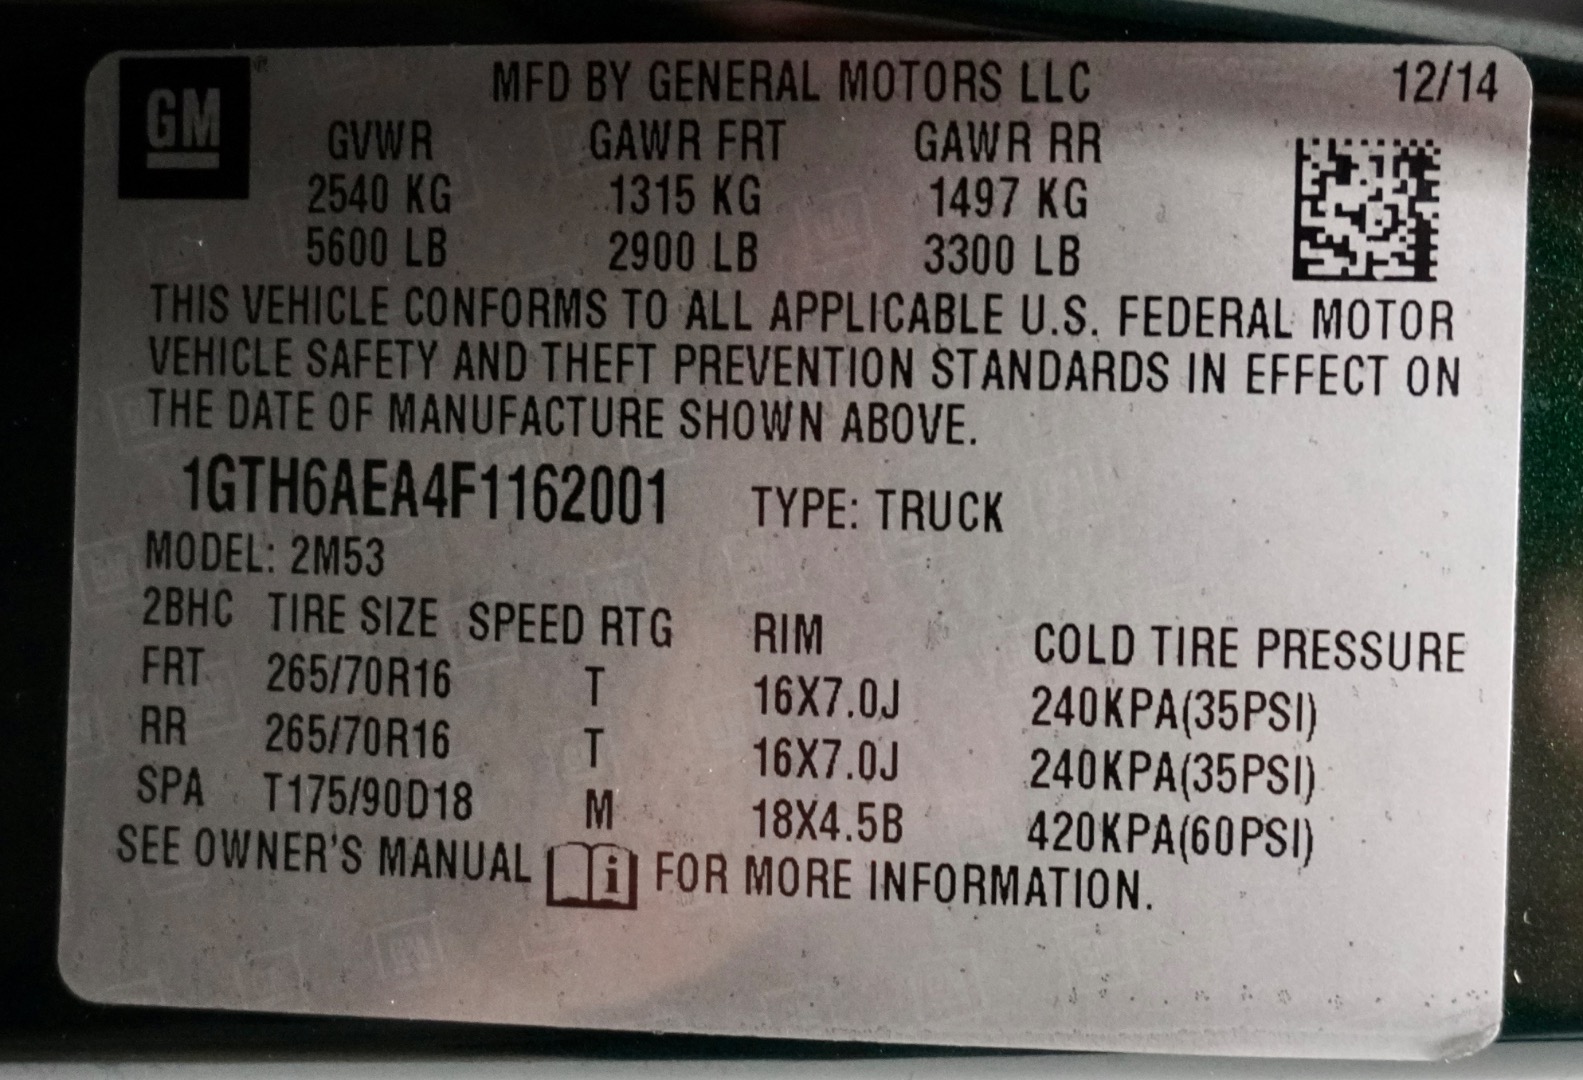 GM MFD BY GENERAL MOTORS LLC 12/14
GVWR GAWR FRT GAWR RR
2540 KG 1315 KG 1497 KG
5600 LB 2900 LB 3300 LB
THIS VEHICLE CONFORMS TO ALL APPLICABLE U.S. FEDERAL MOTOR
VEHICLE SAFETY AND THEFT PREVENTION STANDARDS IN EFFECT ON
THE DATE OF MANUFACTURE SHOWN ABOVE.
1GTH6AEA4F1162001 TYPE: TRUCK
MODEL: 2M53
2BHC TIRE SIZE SPEED RTG RIM COLD TIRE PRESSURE
FRT 265/70R16 T 16X7.0J 240KPA(35PSI)
RR 265/70R16 T 16X7.0J 240KPA(35PSI)
SPA T175/90D18 M 18X4.5B 420KPA(60PSI)
SEE OWNER'S MANUAL i FOR MORE INFORMATION.